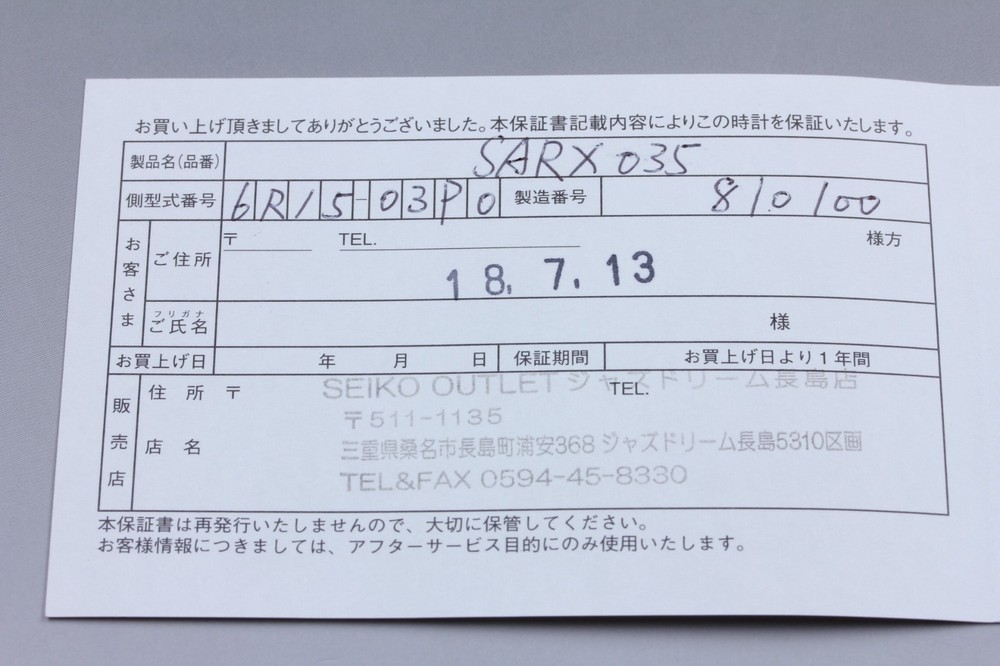 お買い上げ頂きましてありがとうございました。本保証書記載内容によりこの時計を保証いたします。
製品名(品番) SARX035
側型式番号 6R15-03P0 製造番号 810100
お客さま
ご住所 〒 TEL. 様方
18.7.13
フリガナ
ご氏名 様
お買上げ日 年 月 日 保証期間 お買上げ日より1年間
販売店
住所 〒 TEL.
SEIKO OUTLET ジャズドリーム長島店
〒511-1135
店名
三重県桑名市長島町浦安368 ジャズドリーム長島5310区画
TEL&FAX 0594-45-8330
本保証書は再発行いたしませんので、大切に保管してください。
お客様情報につきましては、アフターサービス目的にのみ使用いたします。